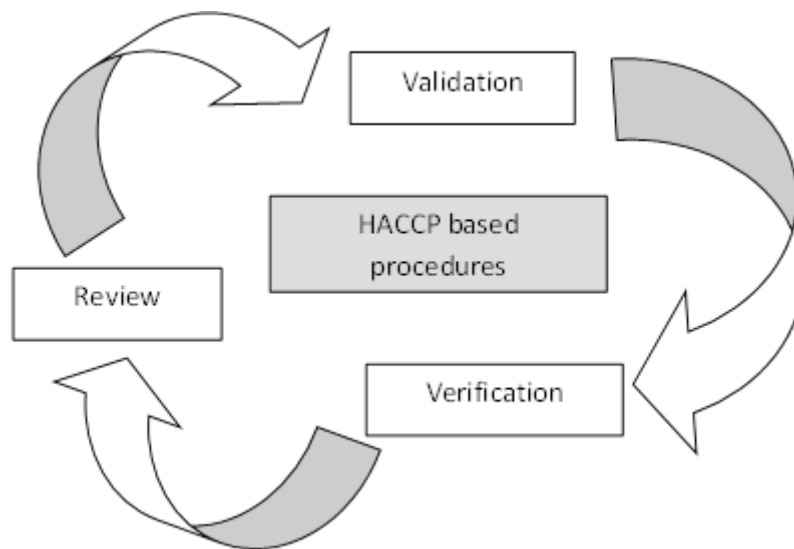 Validation
HACCP based
procedures
Review
Verification